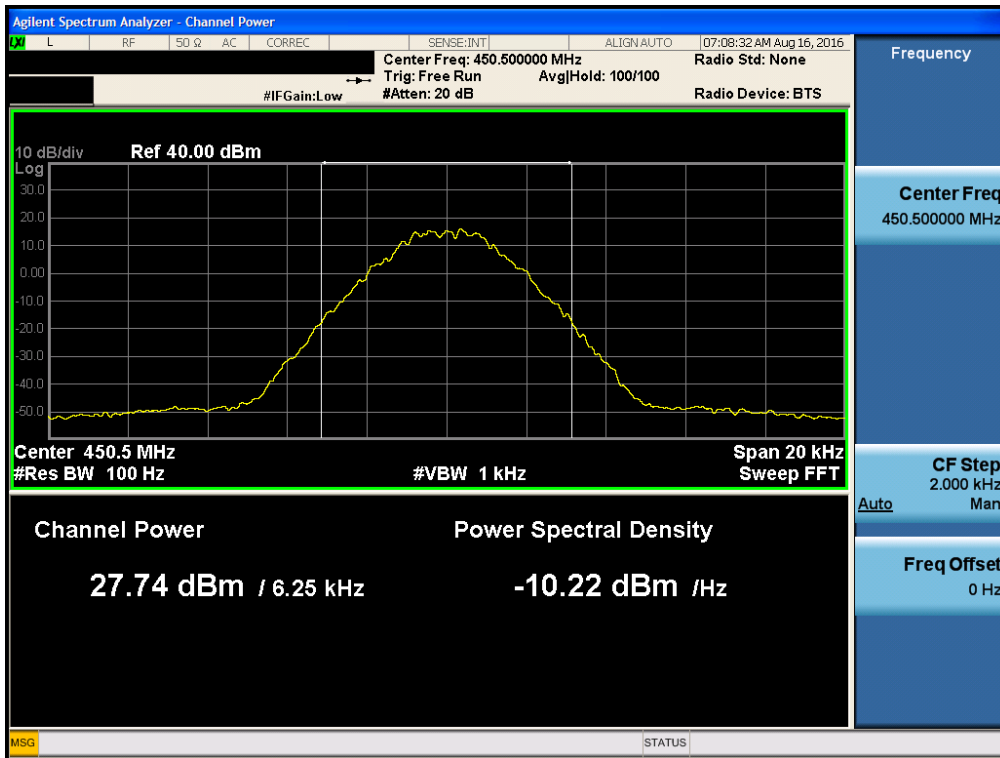 Agilent Spectrum Analyzer - Channel Power
LXI L RF 50 Ω AC CORREC SENSE:INT ALIGN AUTO 07:08:32 AM Aug 16, 2016
Center Freq: 450.500000 MHz Radio Std: None
Trig: Free Run Avg|Hold: 100/100
#IFGain:Low #Atten: 20 dB Radio Device: BTS
10 dB/div Ref 40.00 dBm
Log
30.0
20.0
10.0
0.00
-10.0
-20.0
-30.0
-40.0
-50.0
Center 450.5 MHz Span 20 kHz
#Res BW 100 Hz #VBW 1 kHz Sweep FFT
Channel Power Power Spectral Density
27.74 dBm / 6.25 kHz -10.22 dBm /Hz
Frequency
Center Freq
450.500000 MHz
CF Step
2.000 kHz
Auto Man
Freq Offset
0 Hz
MSG STATUS